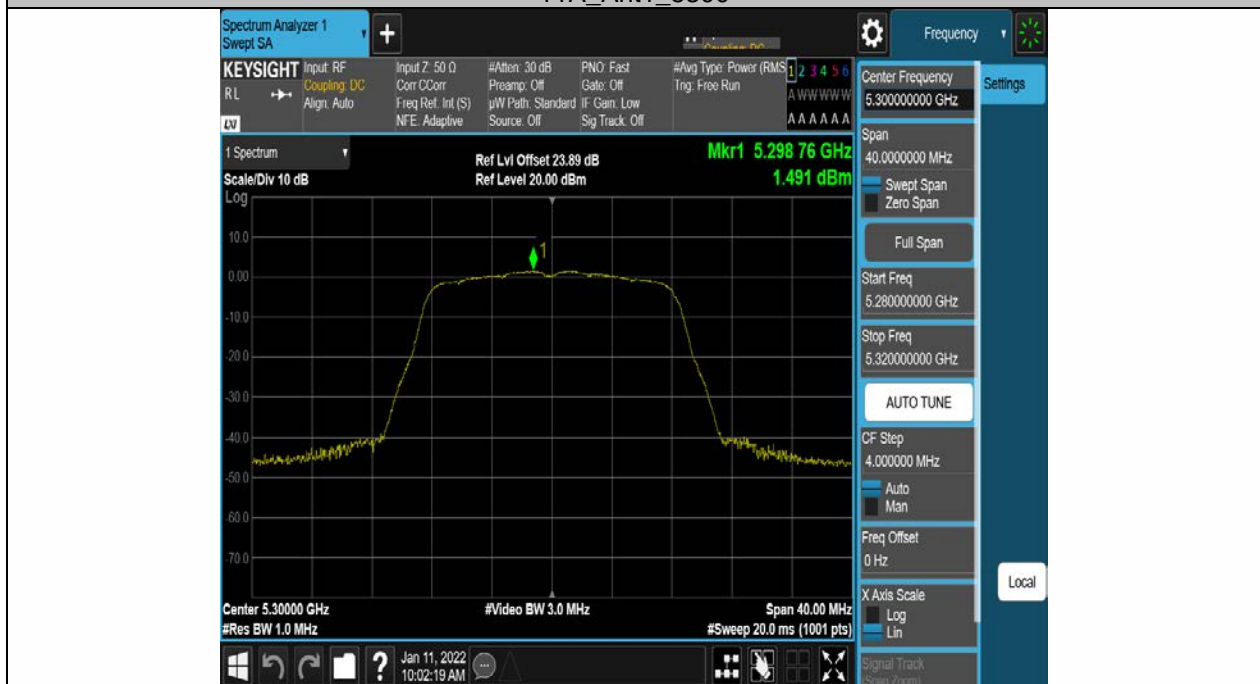 Spectrum Analyzer 1
Swept SA
Frequency
KEYSIGHT
R L
LXI
Input: RF
Coupling: DC
Align: Auto
Input Z: 50 Ω
Corr CCorr
Freq Ref: Int (S)
NFE: Adaptive
#Atten: 30 dB
Preamp: Off
µW Path: Standard
Source: Off
PNO: Fast
Gate: Off
IF Gain: Low
Sig Track: Off
#Avg Type: Power (RMS
Trig: Free Run
1 2 3 4 5 6
A W W W W W
A A A A A A
1 Spectrum
Scale/Div 10 dB
Log
Ref Lvl Offset 23.89 dB
Ref Level 20.00 dBm
Mkr1 5.298 76 GHz
1.491 dBm
1
10.0
0.00
-10.0
-20.0
-30.0
-40.0
-50.0
-60.0
-70.0
Center 5.30000 GHz
#Video BW 3.0 MHz
Span 40.00 MHz
#Res BW 1.0 MHz
#Sweep 20.0 ms (1001 pts)
Jan 11, 2022
10:02:19 AM
Center Frequency
5.300000000 GHz
Settings
Span
40.0000000 MHz
Swept Span
Zero Span
Full Span
Start Freq
5.280000000 GHz
Stop Freq
5.320000000 GHz
AUTO TUNE
CF Step
4.000000 MHz
Auto
Man
Freq Offset
0 Hz
X Axis Scale
Log
Lin
Local
Signal Track
(Span Zoom)